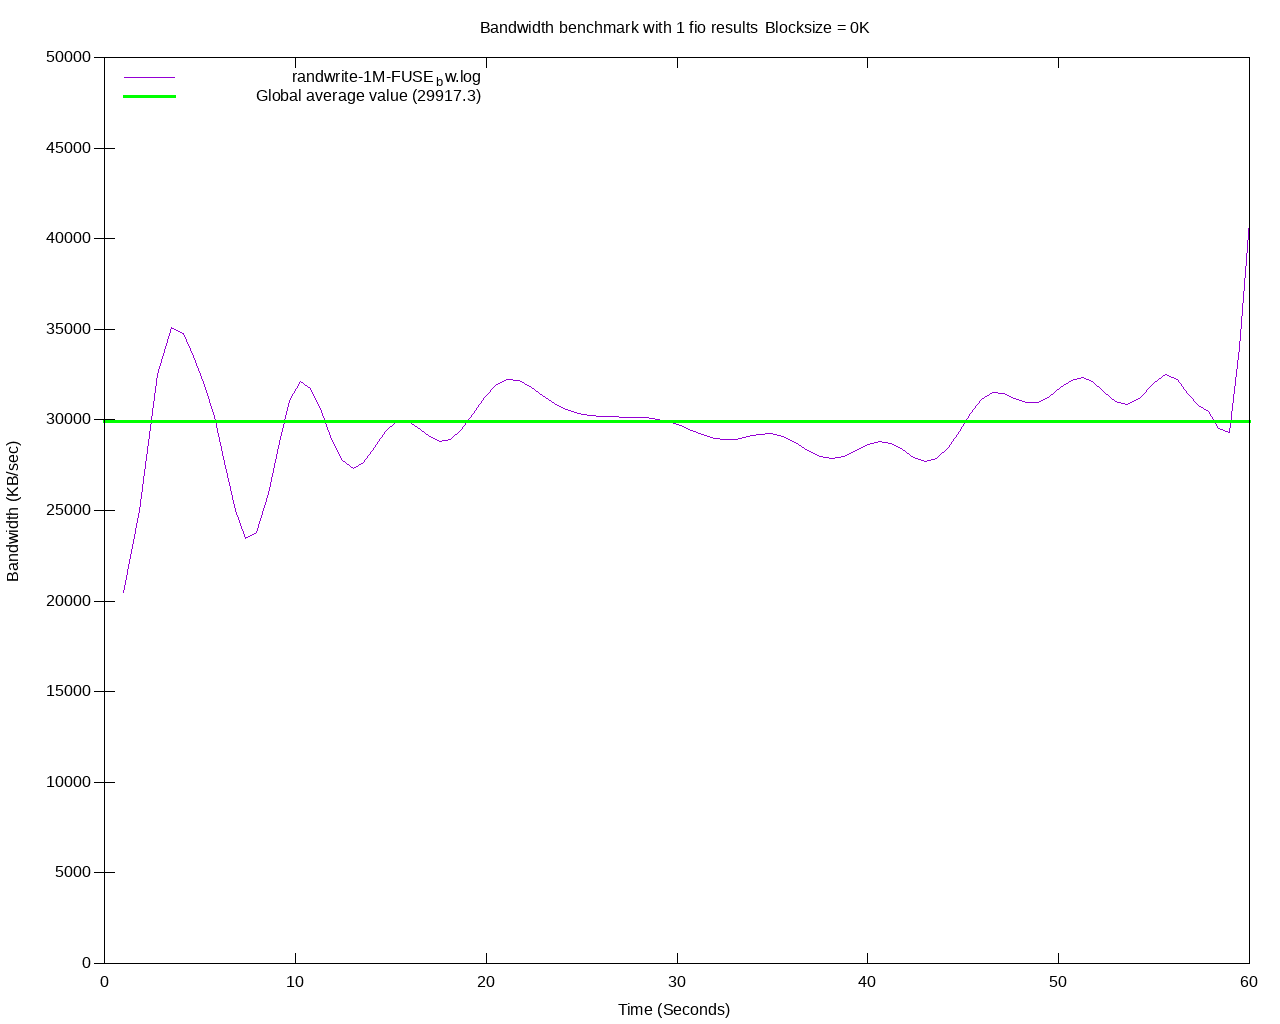 Bandwidth benchmark with 1 fio results Blocksize = 0K
50000
randwrite-1M-FUSE_bw.log
Global average value (29917.3)
45000
40000
35000
30000
25000
20000
15000
10000
5000
0
Bandwidth (KB/sec)
0 10 20 30 40 50 60
Time (Seconds)